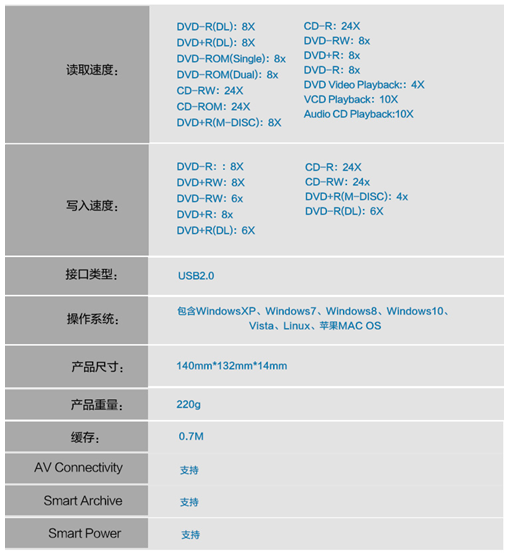 读取速度：
DVD-R(DL)：8X
DVD+R(DL)：8X
DVD-ROM(Single)：8x
DVD-ROM(Dual)：8x
CD-RW：24X
CD-ROM：24X
DVD+R(M-DISC)：8X
CD-R：24X
DVD-RW：8x
DVD+R：8x
DVD-R：8x
DVD Video Playback:：4X
VCD Playback：10X
Audio CD Playback:10X
写入速度：
DVD-R：：8X
DVD+RW：8X
DVD-RW：6x
DVD+R：8x
DVD+R(DL)：6X
CD-R：24X
CD-RW：24x
DVD+R(M-DISC)：4x
DVD-R(DL)：6X
接口类型：
USB2.0
操作系统：
包含WindowsXP、Windows7、Windows8、Windows10、
Vista、Linux、苹果MAC OS
产品尺寸：
140mm*132mm*14mm
产品重量：
220g
缓存：
0.7M
AV Connectivity
支持
Smart Archive
支持
Smart Power
支持